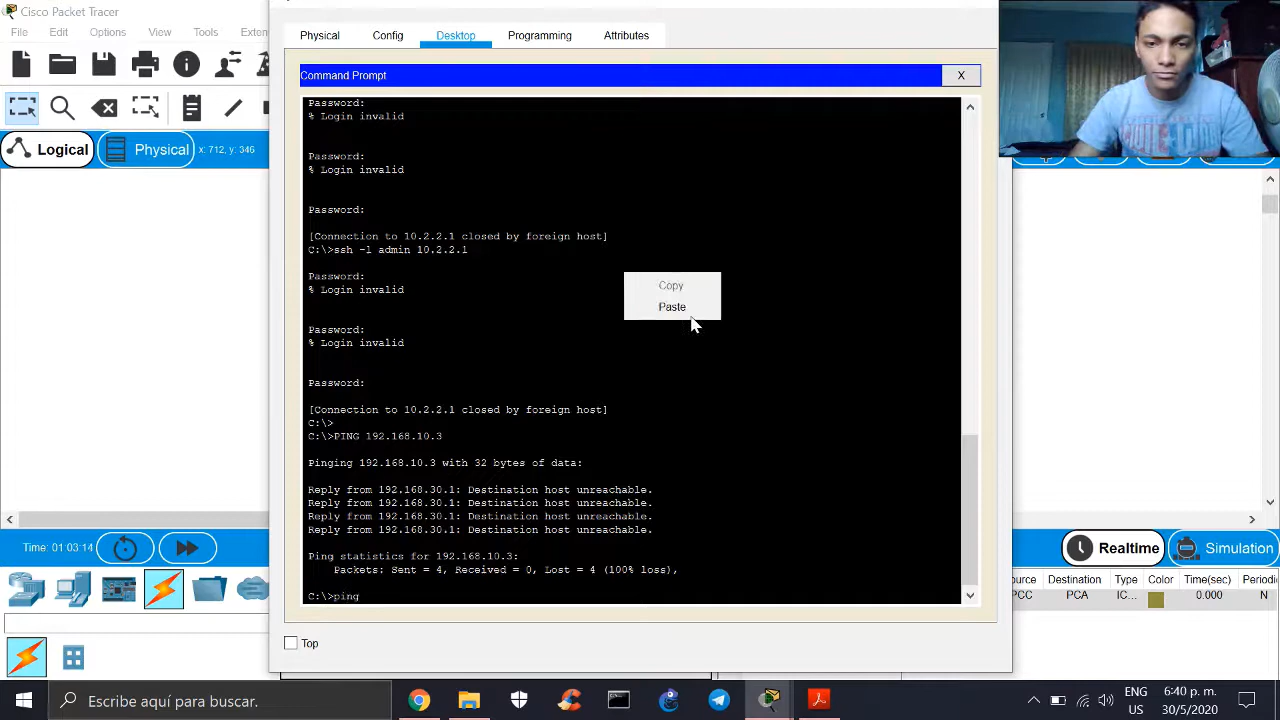 Cisco Packet Tracer
File Edit Options View Tools Exten
Physical Config Desktop Programming Attributes
Command Prompt X
Logical Physical x: 712, y: 346
Password:
% Login invalid
Password:
% Login invalid
Password:
[Connection to 10.2.2.1 closed by foreign host]
C:\>ssh -l admin 10.2.2.1
Password:
% Login invalid
Password:
% Login invalid
Password:
[Connection to 10.2.2.1 closed by foreign host]
C:\>
C:\>PING 192.168.10.3
Pinging 192.168.10.3 with 32 bytes of data:
Reply from 192.168.30.1: Destination host unreachable.
Reply from 192.168.30.1: Destination host unreachable.
Reply from 192.168.30.1: Destination host unreachable.
Reply from 192.168.30.1: Destination host unreachable.
Ping statistics for 192.168.10.3:
Packets: Sent = 4, Received = 0, Lost = 4 (100% loss),
C:\>ping
Copy
Paste
Top
Time: 01:03:14
Realtime Simulation
ource Destination Type Color Time(sec) Periodi
PCC PCA IC... 0.000 N
Escribe aquí para buscar.
ENG
US
6:40 p. m.
30/5/2020